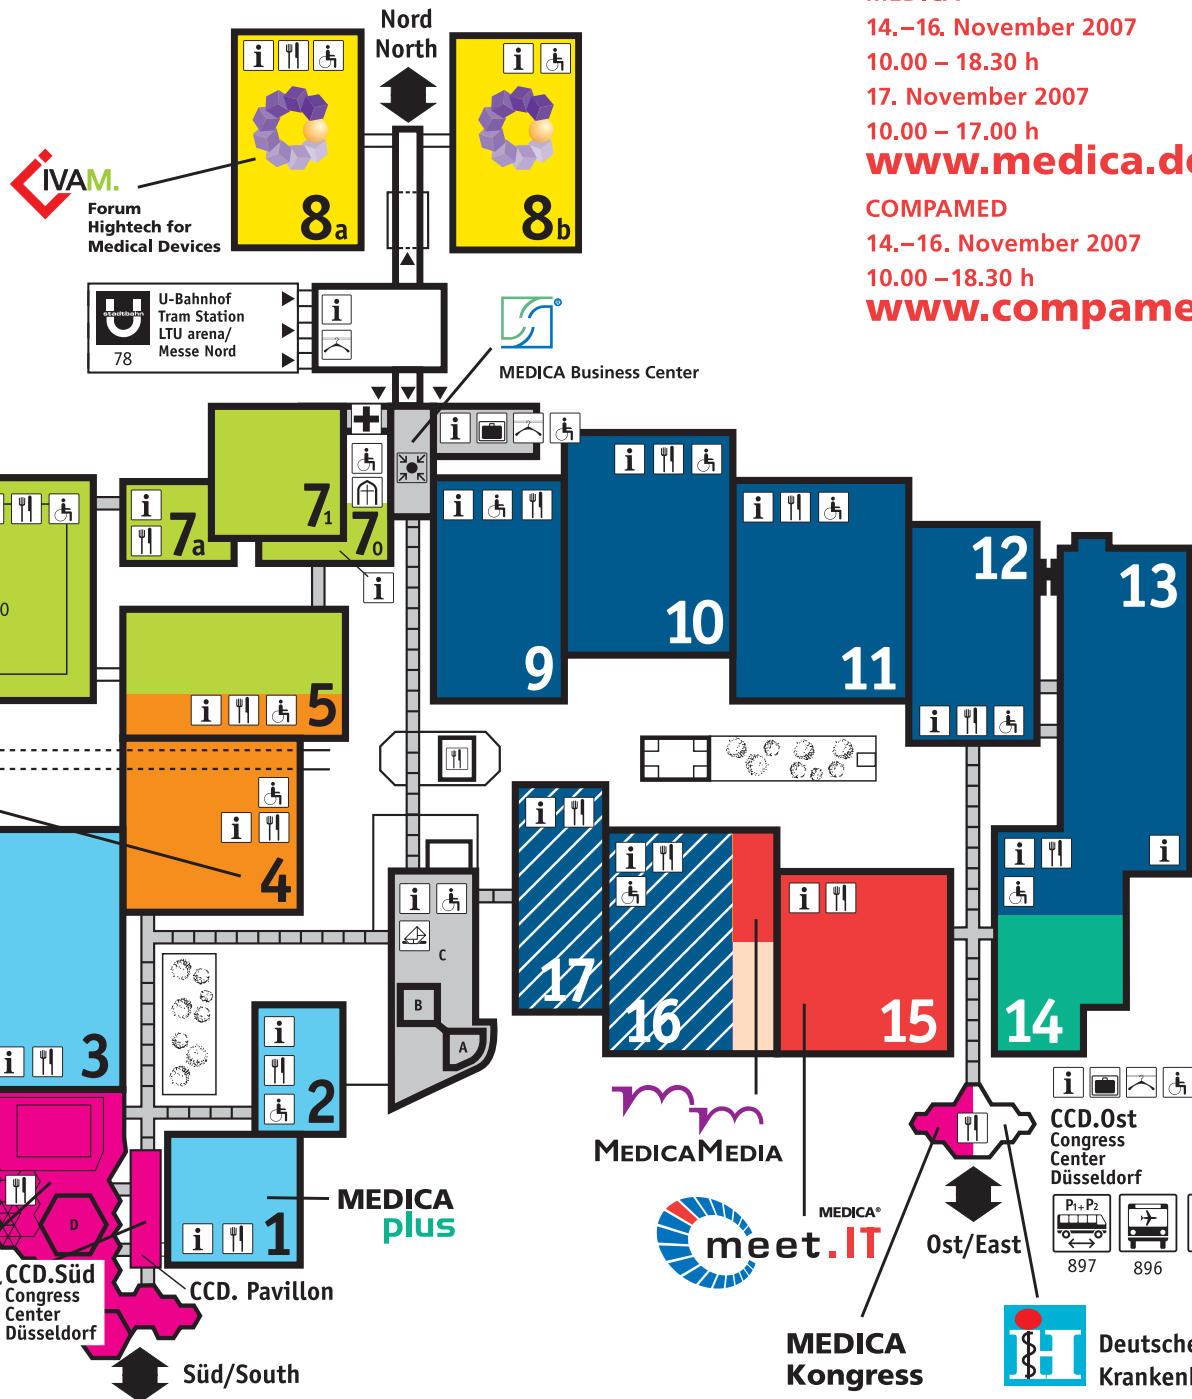 Nord
North
14.–16. November 2007
10.00 – 18.30 h
17. November 2007
10.00 – 17.00 h
www.medica.de
COMPAMED
14.–16. November 2007
10.00 –18.30 h
8a
8b
IVAM.
Forum
Hightech for
Medical Devices
U
stadtbahn
78
U-Bahnhof
Tram Station
LTU arena/
Messe Nord
MEDICA Business Center
7a
71
70
9
10
11
12
13
5
4
3
2
1
17
16
15
14
C
B
A
D
MEDICAMEDIA
MEDICA
plus
MEDICA®
meet.IT
CCD.Ost
Congress
Center
Düsseldorf
P1+P2
897
896
Ost/East
CCD.Süd
Congress
Center
Düsseldorf
CCD. Pavillon
Süd/South
MEDICA
Kongress
Deutsche